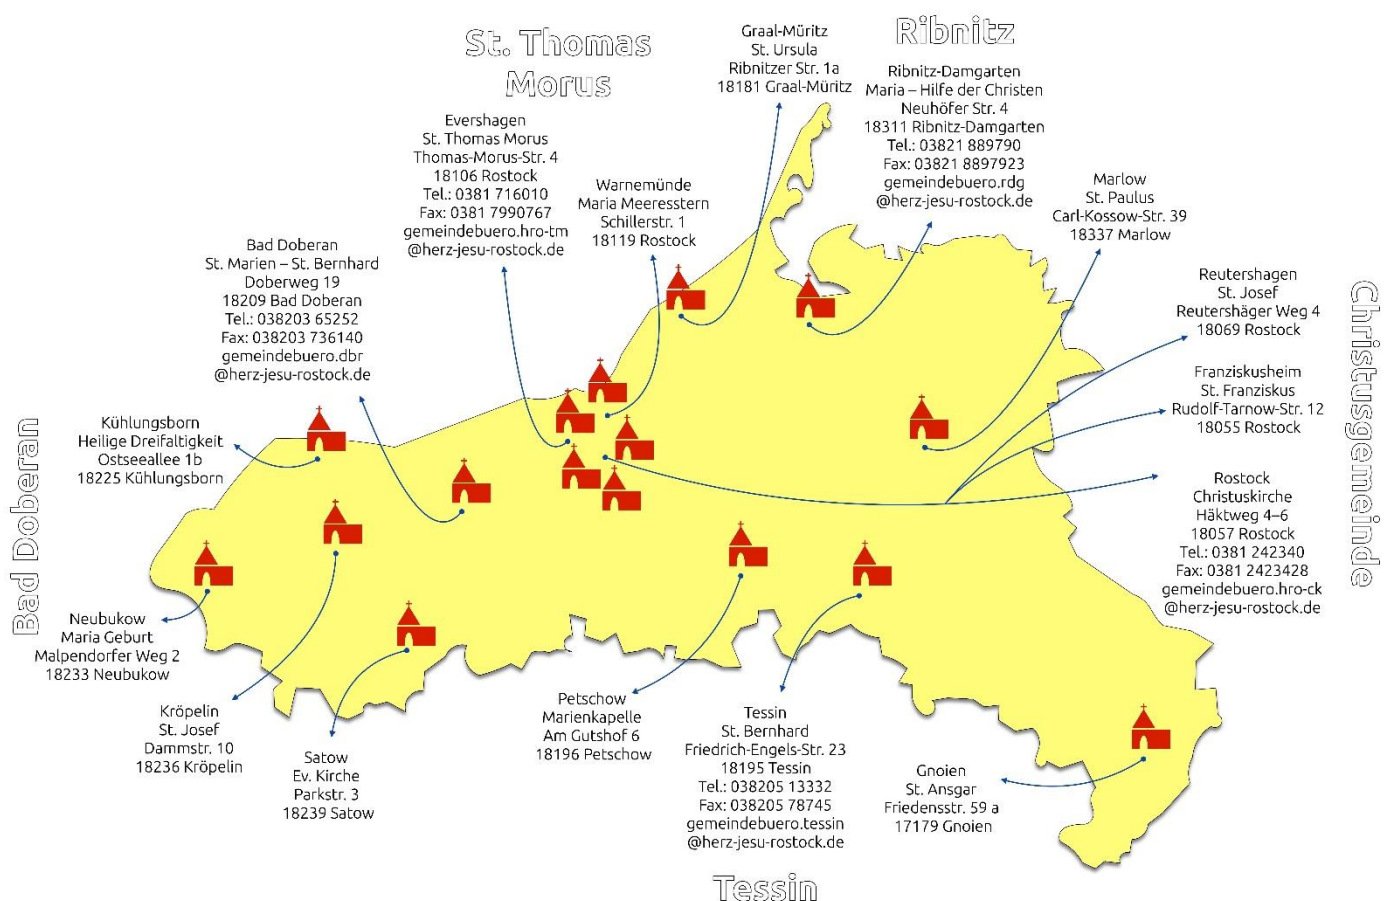 St. Thomas
Morus
Ribnitz
Graal-Müritz
St. Ursula
Ribnitzer Str. 1a
18181 Graal-Müritz
Ribnitz-Damgarten
Maria – Hilfe der Christen
Neuhöfer Str. 4
18311 Ribnitz-Damgarten
Tel.: 03821 889790
Fax: 03821 8897923
gemeindebuero.rdg
@herz-jesu-rostock.de
Evershagen
St. Thomas Morus
Thomas-Morus-Str. 4
18106 Rostock
Tel.: 0381 716010
Fax: 0381 7990767
gemeindebuero.hro-tm
@herz-jesu-rostock.de
Warnemünde
Maria Meeresstern
Schillerstr. 1
18119 Rostock
Marlow
St. Paulus
Carl-Kossow-Str. 39
18337 Marlow
Bad Doberan
St. Marien – St. Bernhard
Doberweg 19
18209 Bad Doberan
Tel.: 038203 65252
Fax: 038203 736140
gemeindebuero.dbr
@herz-jesu-rostock.de
Reutershagen
St. Josef
Reutershäger Weg 4
18069 Rostock
Christusgemeinde
Franziskusheim
St. Franziskus
Rudolf-Tarnow-Str. 12
18055 Rostock
Kühlungsborn
Heilige Dreifaltigkeit
Ostseeallee 1b
18225 Kühlungsborn
Bad Doberan
Rostock
Christuskirche
Häktweg 4–6
18057 Rostock
Tel.: 0381 242340
Fax: 0381 2423428
gemeindebuero.hro-ck
@herz-jesu-rostock.de
Neubukow
Maria Geburt
Malpendorfer Weg 2
18233 Neubukow
Kröpelin
St. Josef
Dammstr. 10
18236 Kröpelin
Satow
Ev. Kirche
Parkstr. 3
18239 Satow
Petschow
Marienkapelle
Am Gutshof 6
18196 Petschow
Tessin
St. Bernhard
Friedrich-Engels-Str. 23
18195 Tessin
Tel.: 038205 13332
Fax: 038205 78745
gemeindebuero.tessin
@herz-jesu-rostock.de
Gnoien
St. Ansgar
Friedensstr. 59 a
17179 Gnoien
Tessin